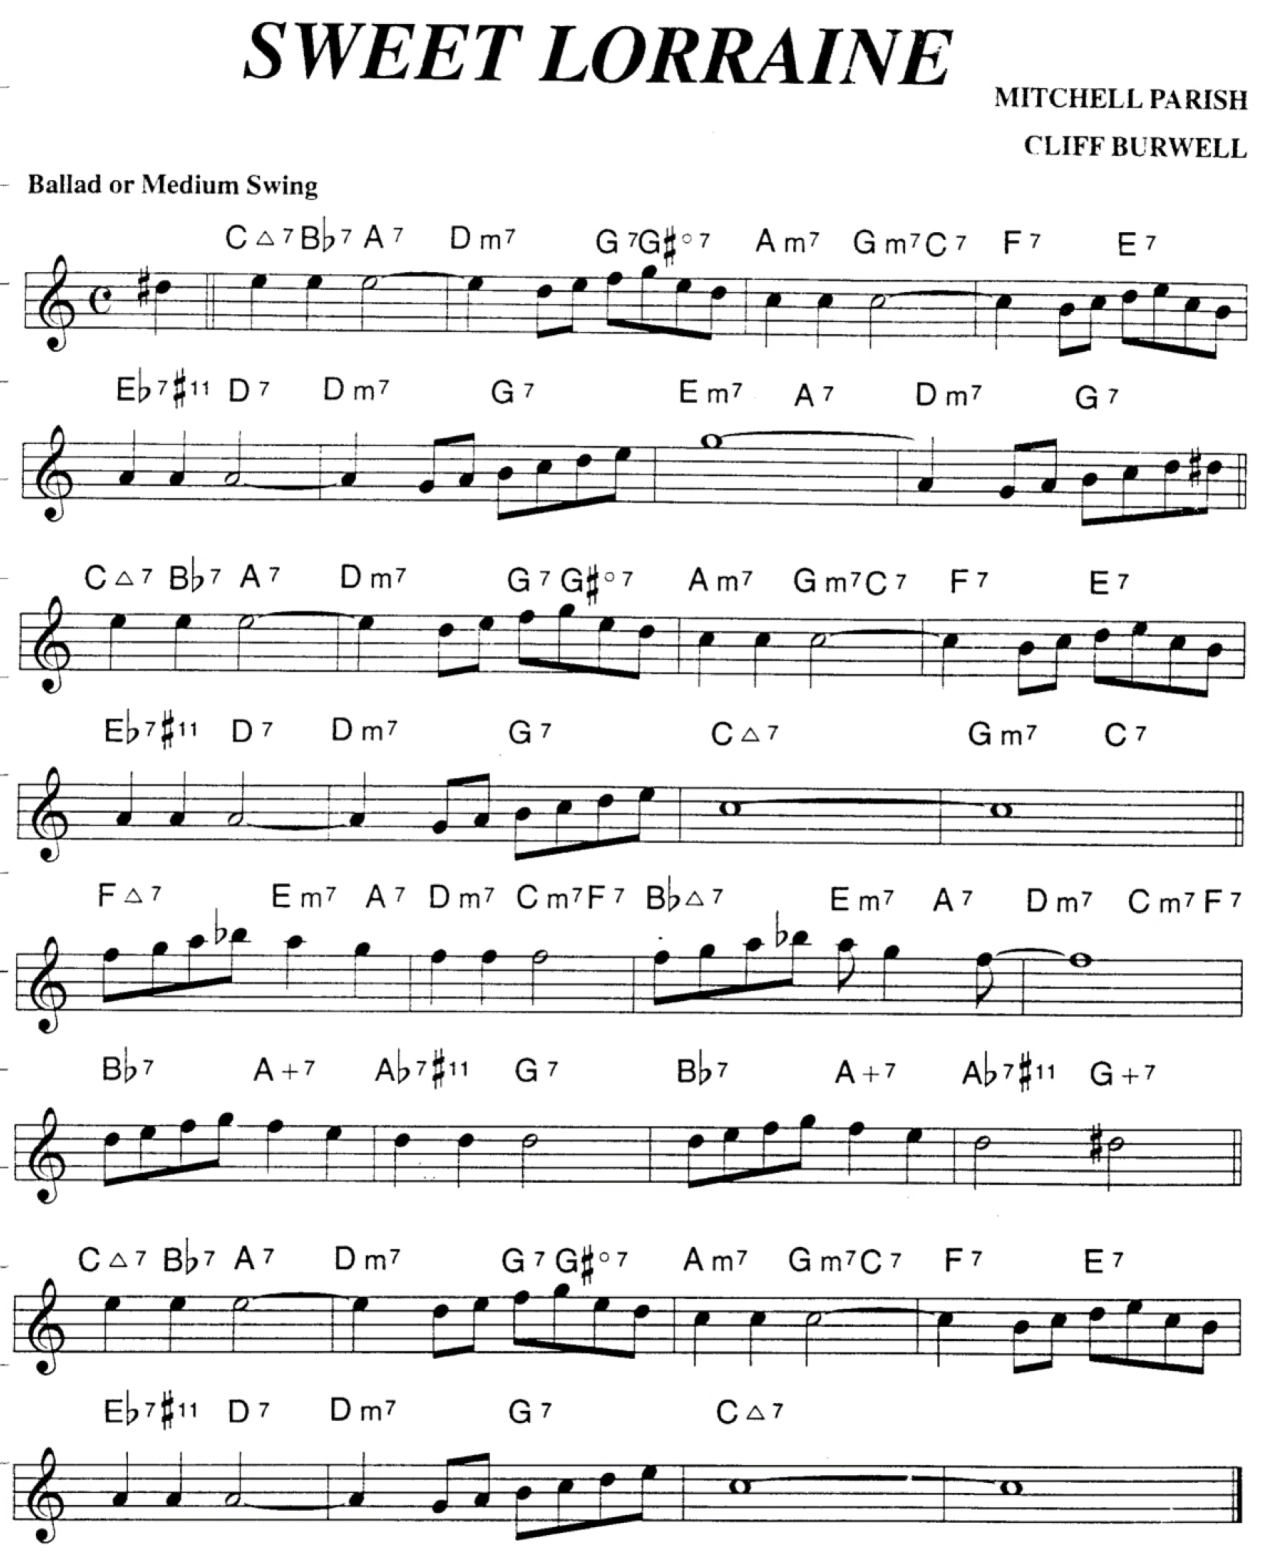 SWEET LORRAINE
MITCHELL PARISH
CLIFF BURWELL
Ballad or Medium Swing
C△7 B♭7 A7 Dm7 G7 G♯°7 Am7 Gm7 C7 F7 E7
E♭7♯11 D7 Dm7 G7 Em7 A7 Dm7 G7
C△7 B♭7 A7 Dm7 G7 G♯°7 Am7 Gm7 C7 F7 E7
E♭7♯11 D7 Dm7 G7 C△7 Gm7 C7
F△7 Em7 A7 Dm7 Cm7 F7 B♭△7 Em7 A7 Dm7 Cm7 F7
B♭7 A+7 A♭7♯11 G7 B♭7 A+7 A♭7♯11 G+7
C△7 B♭7 A7 Dm7 G7 G♯°7 Am7 Gm7 C7 F7 E7
E♭7♯11 D7 Dm7 G7 C△7